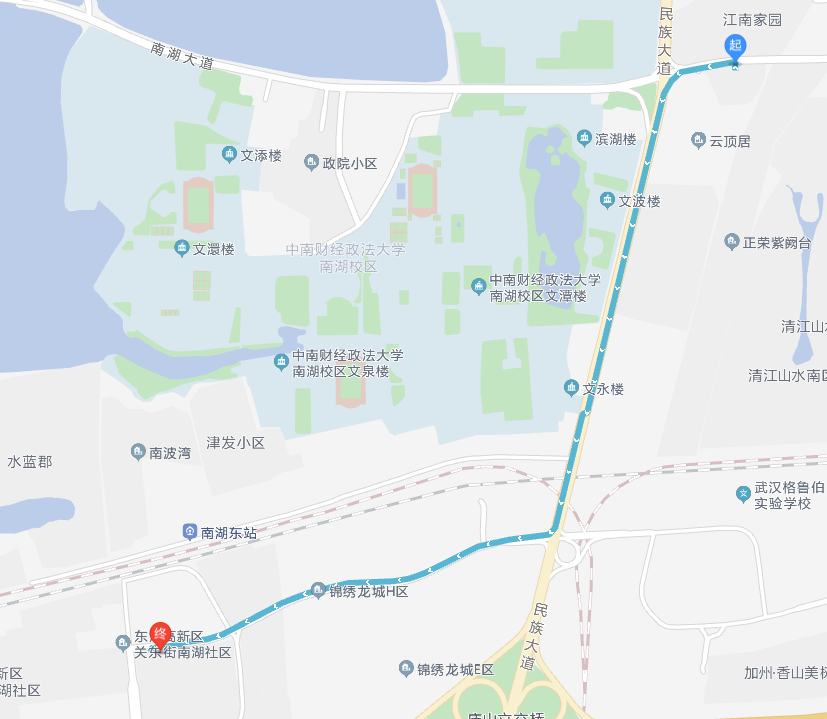 江南家园
民族大道
起
南湖大道
云顶居
滨湖楼
文添楼
政院小区
文波楼
正荣紫阙台
中南财经政法大学
南湖校区
文澴楼
中南财经政法大学
南湖校区文潭楼
清江山水
中南财经政法大学
南湖校区文泉楼
清江山水南区
文永楼
津发小区
南波湾
水蓝郡
武汉格鲁伯
实验学校
南湖东站
锦绣龙城H区
民族大道
终
关东街南湖社区
锦绣龙城E区
新区
湖社区
加州·香山美树